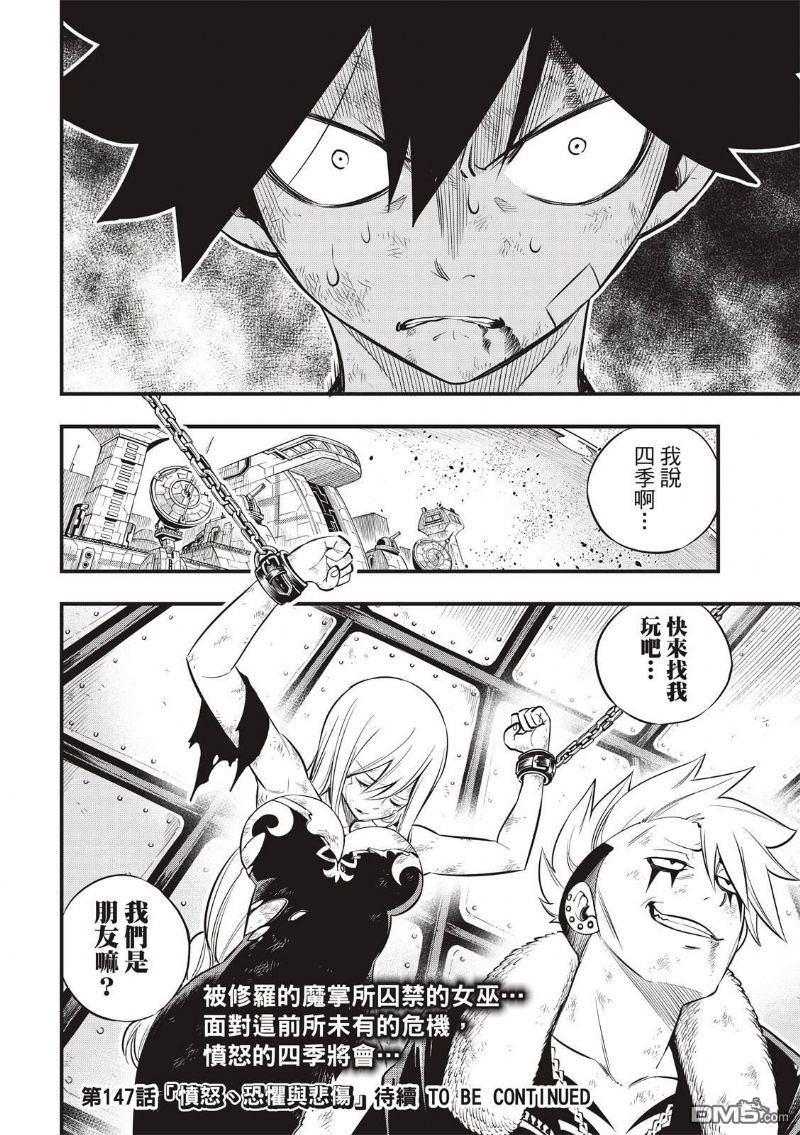 我說
四季啊…
快來找我
玩吧…
我們是
朋友嘛？
被修羅的魔掌所囚禁的女巫…
面對這前所未有的危機，
憤怒的四季將會…
第147話「憤怒、恐懼與悲傷」待續 TO BE CONTINUED
DM5.com